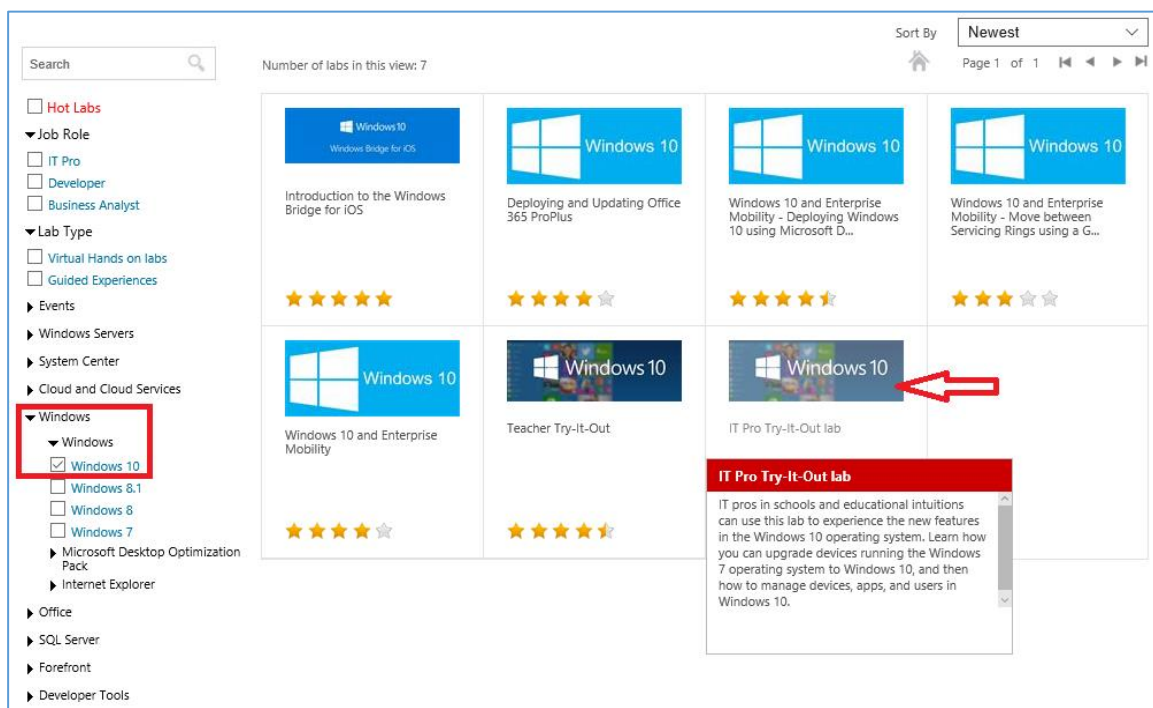 Sort By Newest
Search
Number of labs in this view: 7
Page 1 of 1
Hot Labs
Job Role
IT Pro
Developer
Business Analyst
Lab Type
Virtual Hands on labs
Guided Experiences
Events
Windows Servers
System Center
Cloud and Cloud Services
Windows
Windows
Windows 10
Windows 8.1
Windows 8
Windows 7
Microsoft Desktop Optimization
Pack
Internet Explorer
Office
SQL Server
Forefront
Developer Tools
Windows10
Windows Bridge for iOS
Introduction to the Windows
Bridge for iOS
Windows 10
Deploying and Updating Office
365 ProPlus
Windows 10
Windows 10 and Enterprise
Mobility - Deploying Windows
10 using Microsoft D...
Windows 10
Windows 10 and Enterprise
Mobility - Move between
Servicing Rings using a G...
Windows 10
Windows 10 and Enterprise
Mobility
Windows 10
Teacher Try-It-Out
Windows 10
IT Pro Try-It-Out lab
IT Pro Try-It-Out lab
IT pros in schools and educational intuitions
can use this lab to experience the new features
in the Windows 10 operating system. Learn how
you can upgrade devices running the Windows
7 operating system to Windows 10, and then
how to manage devices, apps, and users in
Windows 10.